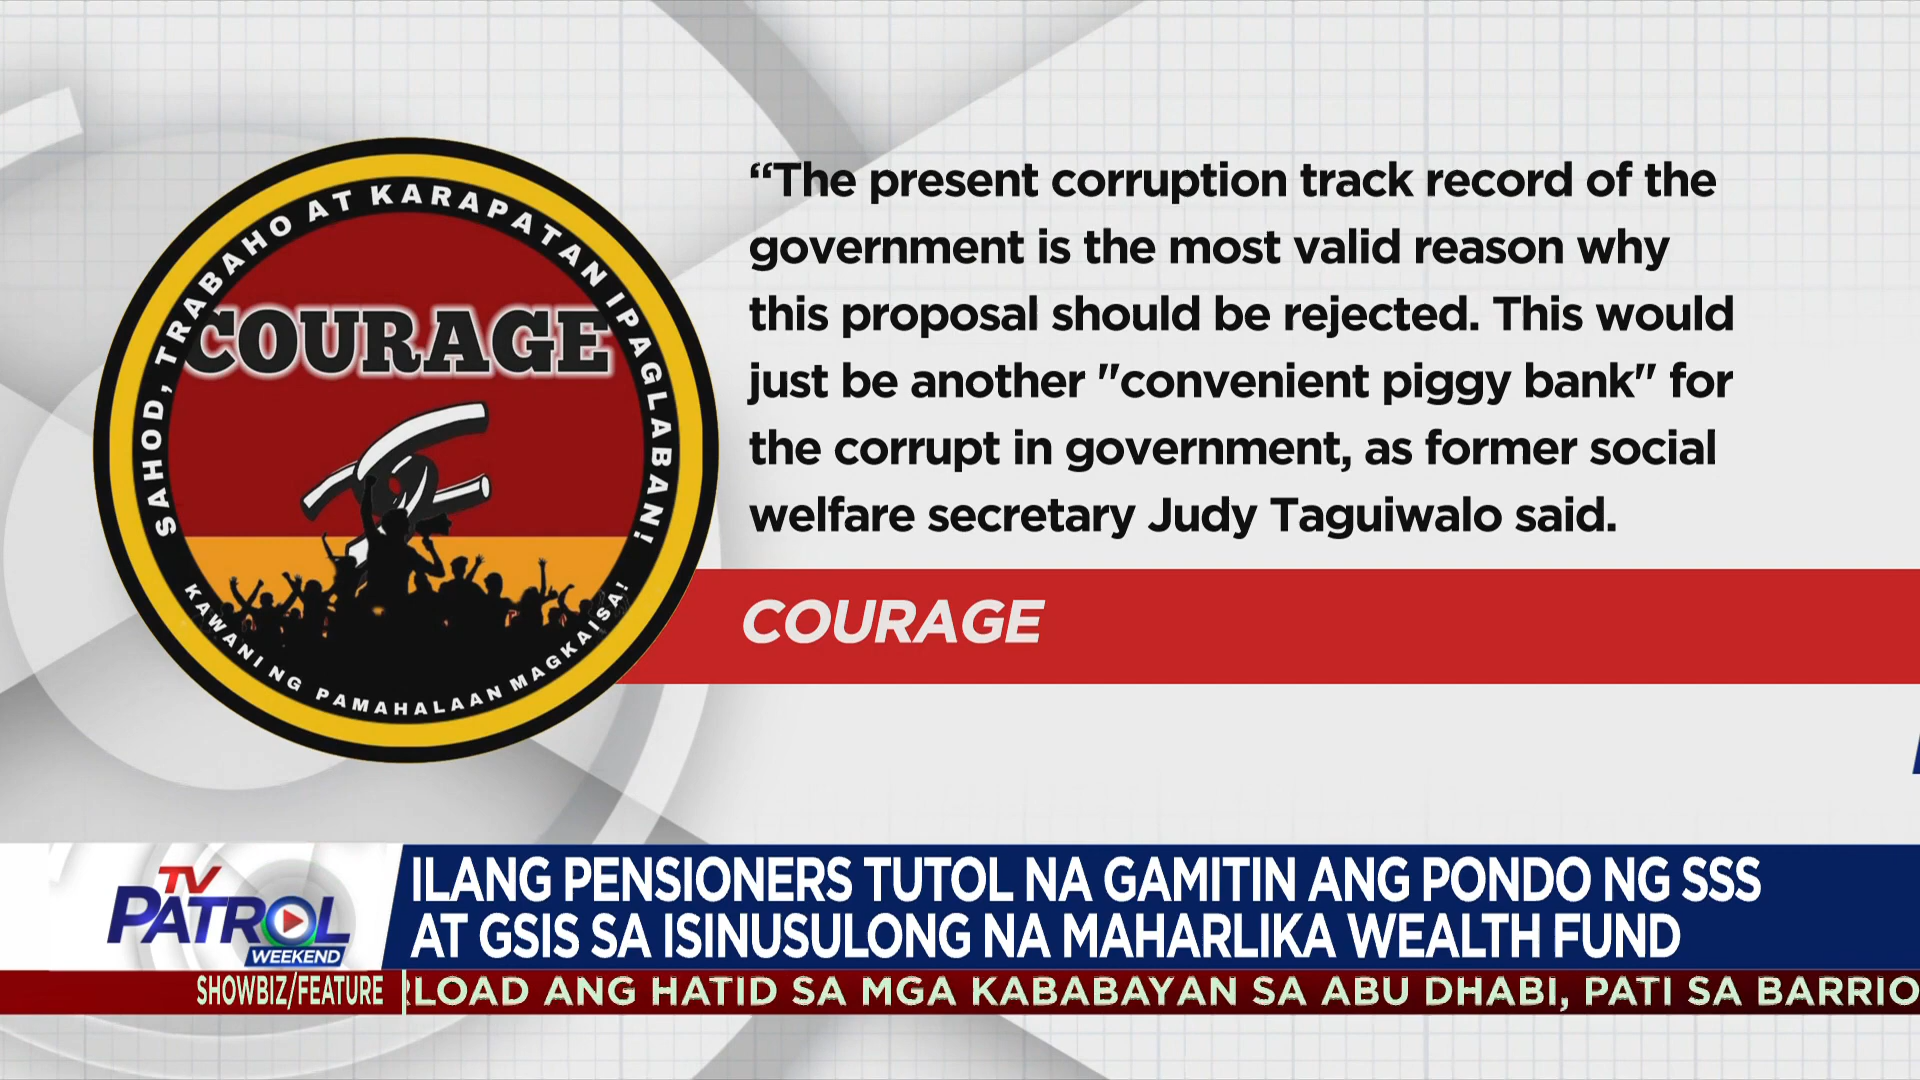 SAHOD, TRABAHO AT KARAPATAN IPAGLABAN!
COURAGE
KAWANI NG PAMAHALAAN MAGKAISA!
“The present corruption track record of the
government is the most valid reason why
this proposal should be rejected. This would
just be another "convenient piggy bank" for
the corrupt in government, as former social
welfare secretary Judy Taguiwalo said.
COURAGE
TV
PATROL
WEEKEND
ILANG PENSIONERS TUTOL NA GAMITIN ANG PONDO NG SSS
AT GSIS SA ISINUSULONG NA MAHARLIKA WEALTH FUND
SHOWBIZ/FEATURE
LOAD ANG HATID SA MGA KABABAYAN SA ABU DHABI, PATI SA BARRIO